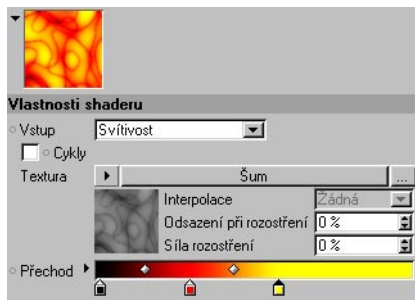 Vlastnosti shaderu
Vstup Svítivost
Cykly
Textura Šum ...
Interpolace Žádná
Odsazení při rozostření 0 %
Síla rozostření 0 %
Přechod